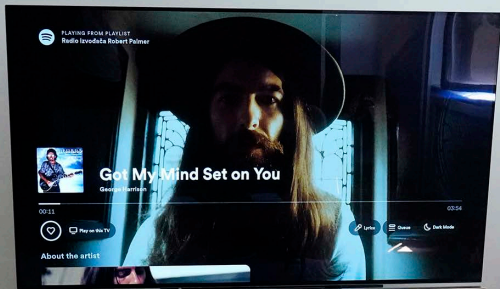 PLAYING FROM PLAYLIST
Radio Izvođača Robert Palmer
Got My Mind Set on You
George Harrison
00:11
03:54
Play on this TV
Lyrics
Queue
Dark Mode
About the artist